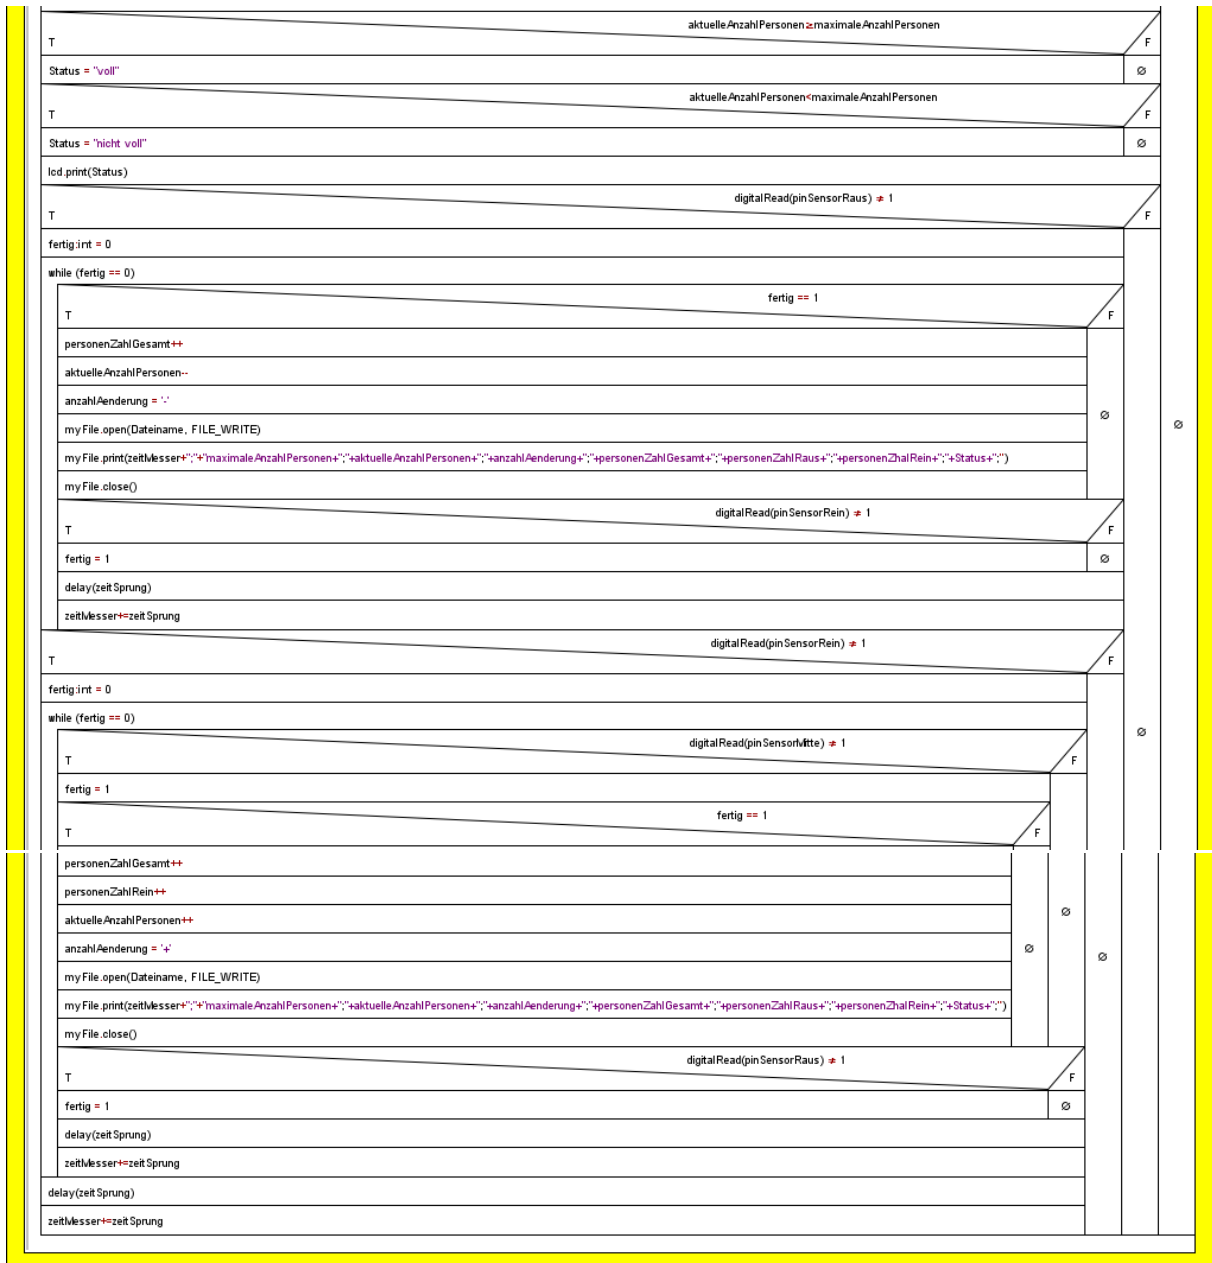 aktuelleAnzahlPersonen≥maximaleAnzahlPersonen
T F
Status = "voll" ∅
aktuelleAnzahlPersonen<maximaleAnzahlPersonen
T F
Status = "nicht voll" ∅
lcd.print(Status)
digitalRead(pinSensorRaus) ≠ 1
T F
fertig:int = 0
while (fertig == 0)
fertig == 1
T F
personenZahlGesamt++
aktuelleAnzahlPersonen--
anzahlAenderung = '-'
∅
∅
myFile.open(Dateiname, FILE_WRITE)
myFile.print(zeitMesser+";"+"maximaleAnzahlPersonen+";"+aktuelleAnzahlPersonen+";"+anzahlAenderung+";"+personenZahlGesamt+";"+personenZahlRaus+";"+personenZhalRein+";"+Status+";")
myFile.close()
digitalRead(pinSensorRein) ≠ 1
T F
fertig = 1 ∅
delay(zeitSprung)
zeitMesser+=zeitSprung
digitalRead(pinSensorRein) ≠ 1
T F
fertig:int = 0
while (fertig == 0)
∅
digitalRead(pinSensorMitte) ≠ 1
T F
fertig = 1
fertig == 1
T F
personenZahlGesamt++
personenZahlRein++
∅
aktuelleAnzahlPersonen++
anzahlAenderung = '+' ∅
∅
myFile.open(Dateiname, FILE_WRITE)
myFile.print(zeitMesser+";"+"maximaleAnzahlPersonen+";"+aktuelleAnzahlPersonen+";"+anzahlAenderung+";"+personenZahlGesamt+";"+personenZahlRaus+";"+personenZhalRein+";"+Status+";")
myFile.close()
digitalRead(pinSensorRaus) ≠ 1
T F
fertig = 1 ∅
delay(zeitSprung)
zeitMesser+=zeitSprung
delay(zeitSprung)
zeitMesser+=zeitSprung